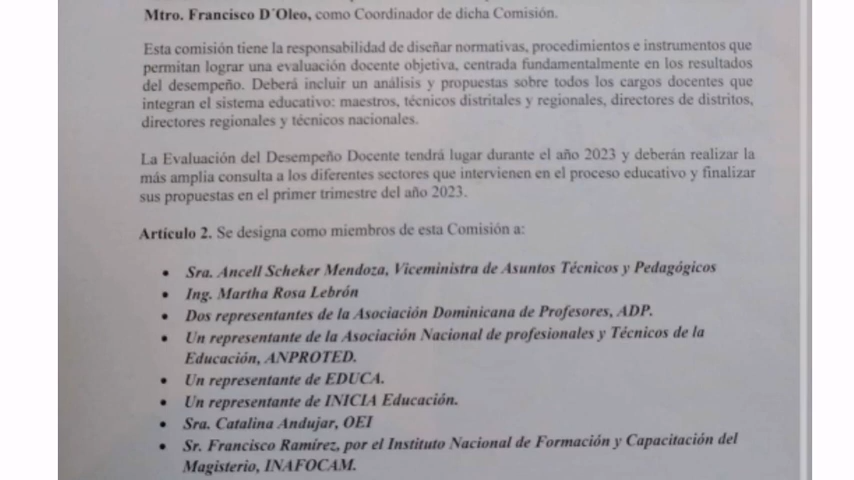 Mtro. Francisco D´Oleo, como Coordinador de dicha Comisión.
Esta comisión tiene la responsabilidad de diseñar normativas, procedimientos e instrumentos que
permitan lograr una evaluación docente objetiva, centrada fundamentalmente en los resultados
del desempeño. Deberá incluir un análisis y propuestas sobre todos los cargos docentes que
integran el sistema educativo: maestros, técnicos distritales y regionales, directores de distritos,
directores regionales y técnicos nacionales.
La Evaluación del Desempeño Docente tendrá lugar durante el año 2023 y deberán realizar la
más amplia consulta a los diferentes sectores que intervienen en el proceso educativo y finalizar
sus propuestas en el primer trimestre del año 2023.
Artículo 2. Se designa como miembros de esta Comisión a:
• Sra. Ancell Scheker Mendoza, Viceministra de Asuntos Técnicos y Pedagógicos
• Ing. Martha Rosa Lebrón
• Dos representantes de la Asociación Dominicana de Profesores, ADP.
• Un representante de la Asociación Nacional de profesionales y Técnicos de la
Educación, ANPROTED.
• Un representante de EDUCA.
• Un representante de INICIA Educación.
• Sra. Catalina Andujar, OEI
• Sr. Francisco Ramírez, por el Instituto Nacional de Formación y Capacitación del
Magisterio, INAFOCAM.